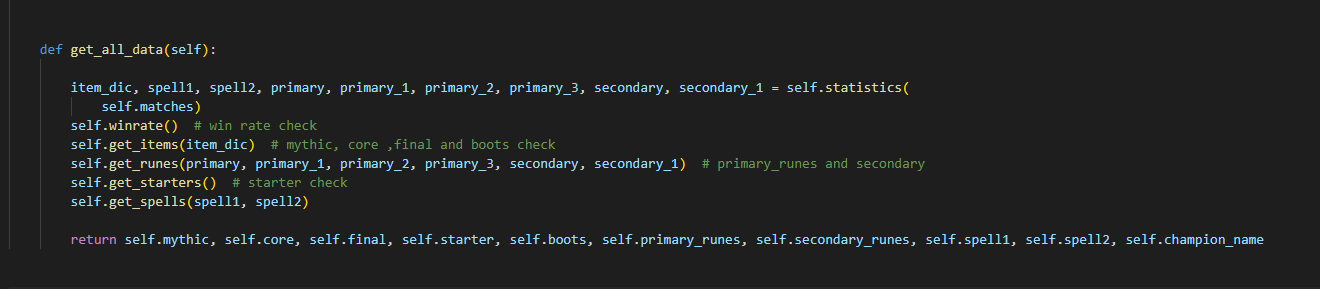 def get_all_data(self):
item_dic, spell1, spell2, primary, primary_1, primary_2, primary_3, secondary, secondary_1 = self.statistics(
self.matches)
self.winrate()  # win rate check
self.get_items(item_dic)  # mythic, core ,final and boots check
self.get_runes(primary, primary_1, primary_2, primary_3, secondary, secondary_1)  # primary_runes and secondary
self.get_starters()  # starter check
self.get_spells(spell1, spell2)
return self.mythic, self.core, self.final, self.starter, self.boots, self.primary_runes, self.secondary_runes, self.spell1, self.spell2, self.champion_name